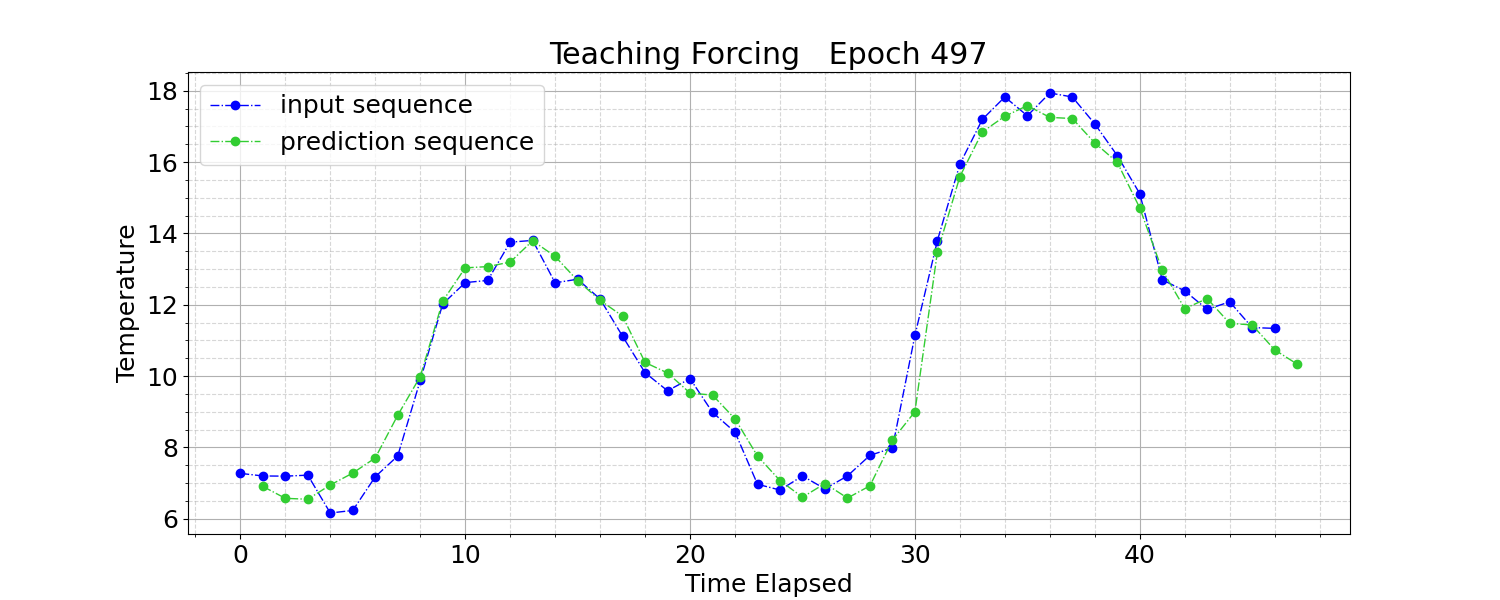 Teaching Forcing   Epoch 497
input sequence
prediction sequence
18
16
14
12
10
8
6
Temperature
0 10 20 30 40
Time Elapsed